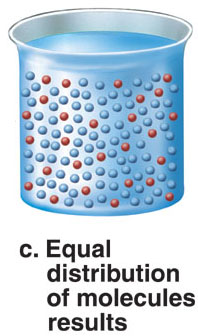 c. Equal
distribution
of molecules
results